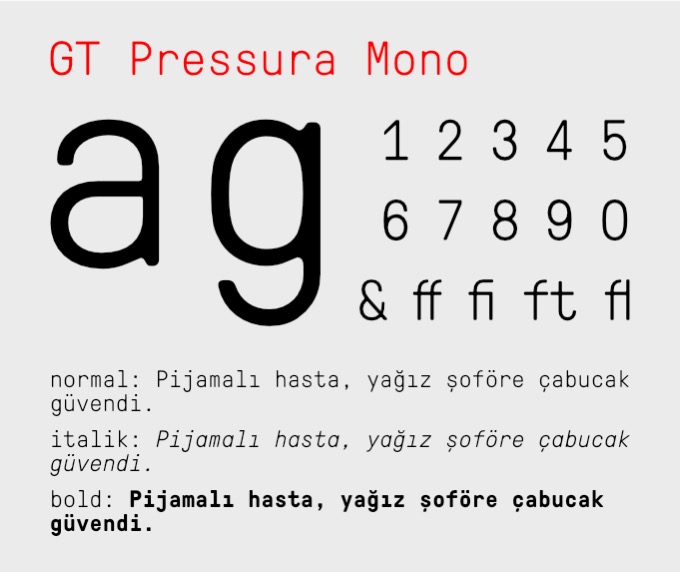 GT Pressura Mono
ag
1 2 3 4 5
6 7 8 9 0
& ff fi ft fl
normal: Pijamalı hasta, yağız şoföre çabucak
güvendi.
italik: Pijamalı hasta, yağız şoföre çabucak
güvendi.
bold: Pijamalı hasta, yağız şoföre çabucak
güvendi.